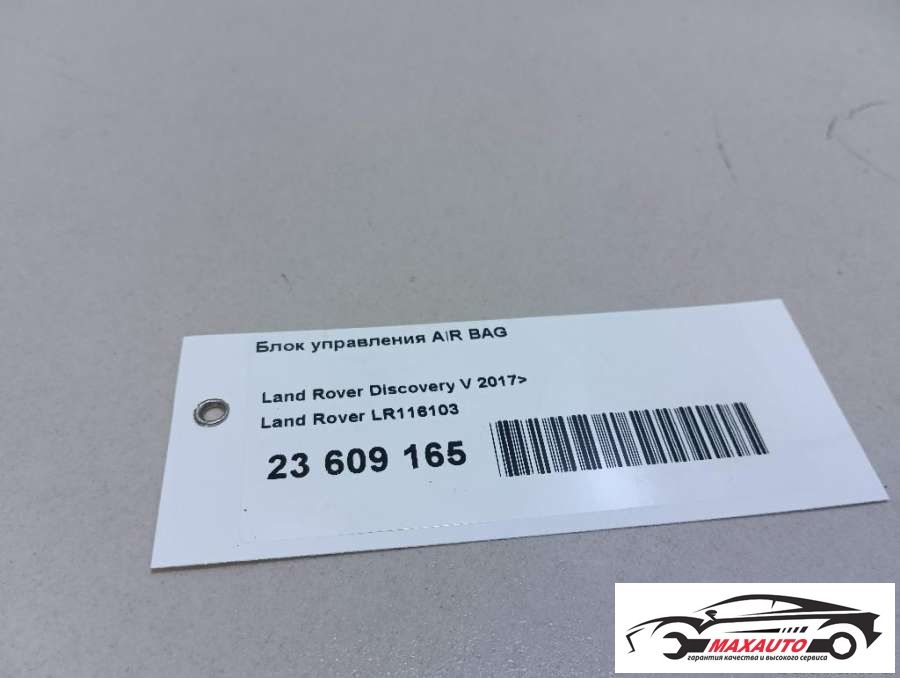 Блок управления AIR BAG
Land Rover Discovery V 2017>
Land Rover LR116103
23 609 165
MAXAUTO
гарантия качества и высокого сервиса